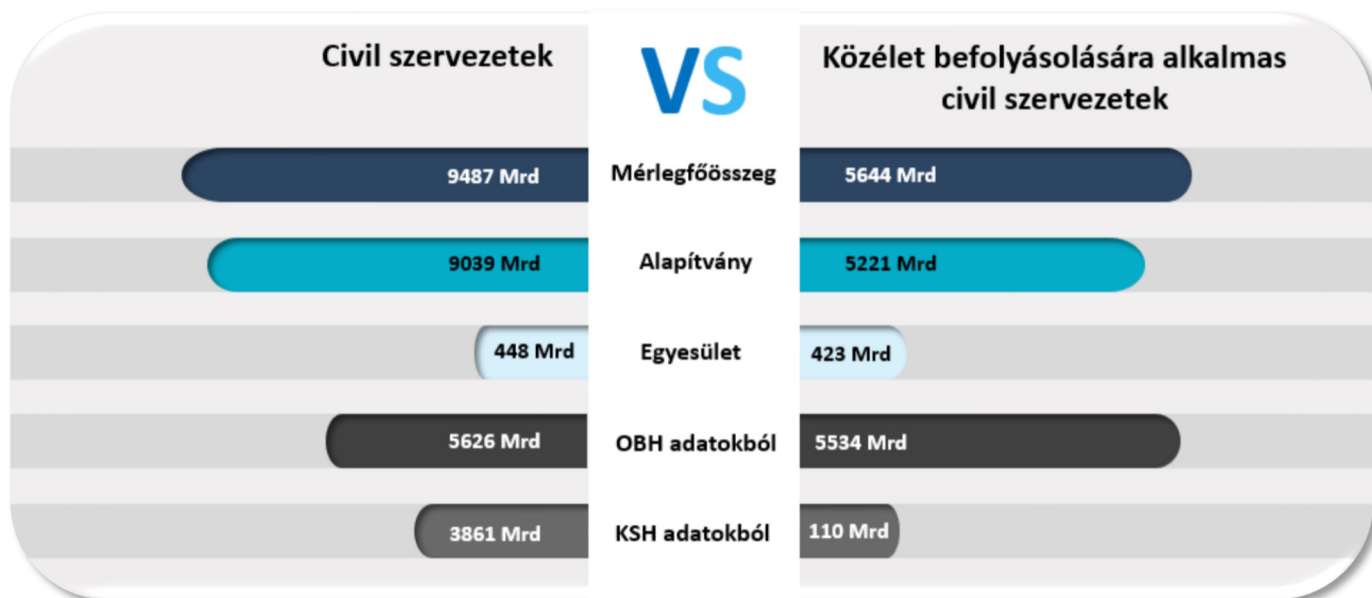 Civil szervezetek
VS
Közélet befolyásolására alkalmas
civil szervezetek
9487 Mrd
Mérlegfőösszeg
5644 Mrd
9039 Mrd
Alapítvány
5221 Mrd
448 Mrd
Egyesület
423 Mrd
5626 Mrd
OBH adatokból
5534 Mrd
3861 Mrd
KSH adatokból
110 Mrd